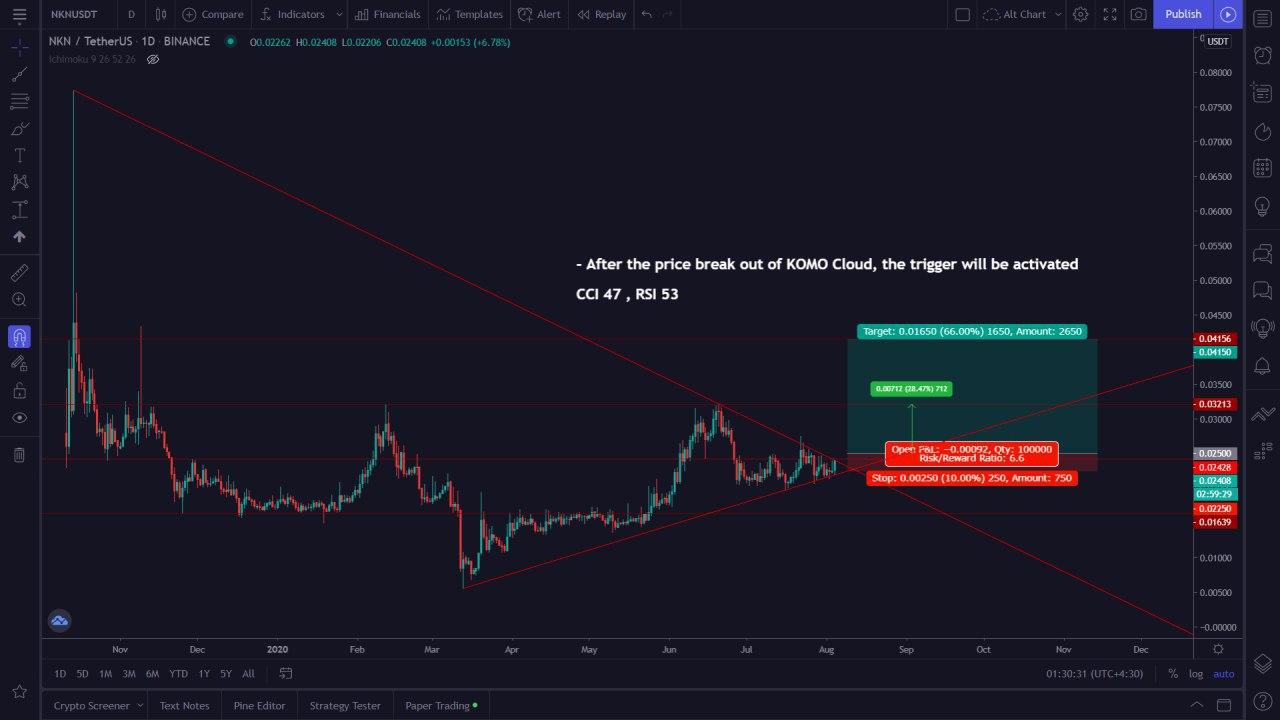 NKNUSDT D Compare Indicators Financials Templates Alert Replay Alt Chart Publish
NKN / TetherUS · 1D · BINANCE O0.02262 H0.02408 L0.02206 C0.02408 +0.00153 (+6.78%)
USDT
Ichimoku 9 26 52 26
0.08000
0.07500
0.07000
0.06500
0.06000
0.05500
- After the price break out of KOMO Cloud, the trigger will be activated
0.05000
CCI 47 , RSI 53
0.04500
Target: 0.01650 (66.00%) 1650, Amount: 2650
0.04156
0.04150
0.00712 (28.47%) 712
0.03500
0.03213
0.03000
Open P&L: −0.00092, Qty: 100000
Risk/Reward Ratio: 6.6
0.02500
0.02428
Stop: 0.00250 (10.00%) 250, Amount: 750
0.02408
02:59:29
0.02250
0.01639
0.01000
0.00500
−0.00000
Nov Dec 2020 Feb Mar Apr May Jun Jul Aug Sep Oct Nov Dec
1D 5D 1M 3M 6M YTD 1Y 5Y All 01:30:31 (UTC+4:30) % log auto
Crypto Screener Text Notes Pine Editor Strategy Tester Paper Trading